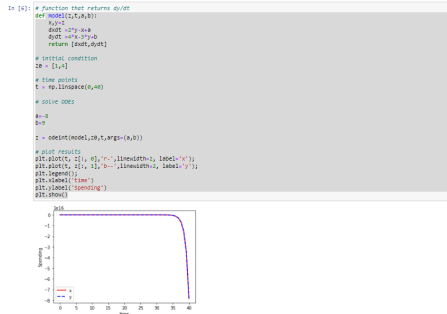 In [6]: # function that returns dy/dt
def model(z,t,a,b):
x,y=z
dxdt =2*y-x+a
dydt =4*x-3*y+b
return [dxdt,dydt]
# initial condition
z0 = [1,4]
# time points
t = np.linspace(0,40)
# solve ODEs
b=9
z = odeint(model,z0,t,args=(a,b))
# plot results
plt.plot(t, z[:, 0],'r-',linewidth=2, label='x');
plt.plot(t, z[:, 1],'b--',linewidth=2, label='y');
plt.legend();
plt.xlabel('time')
plt.ylabel('Spending')
plt.show()
1e16
0
-1
-2
-3
-4
-5
-6
-7
-8
Spending
x
y
0 5 10 15 20 25 30 35 40